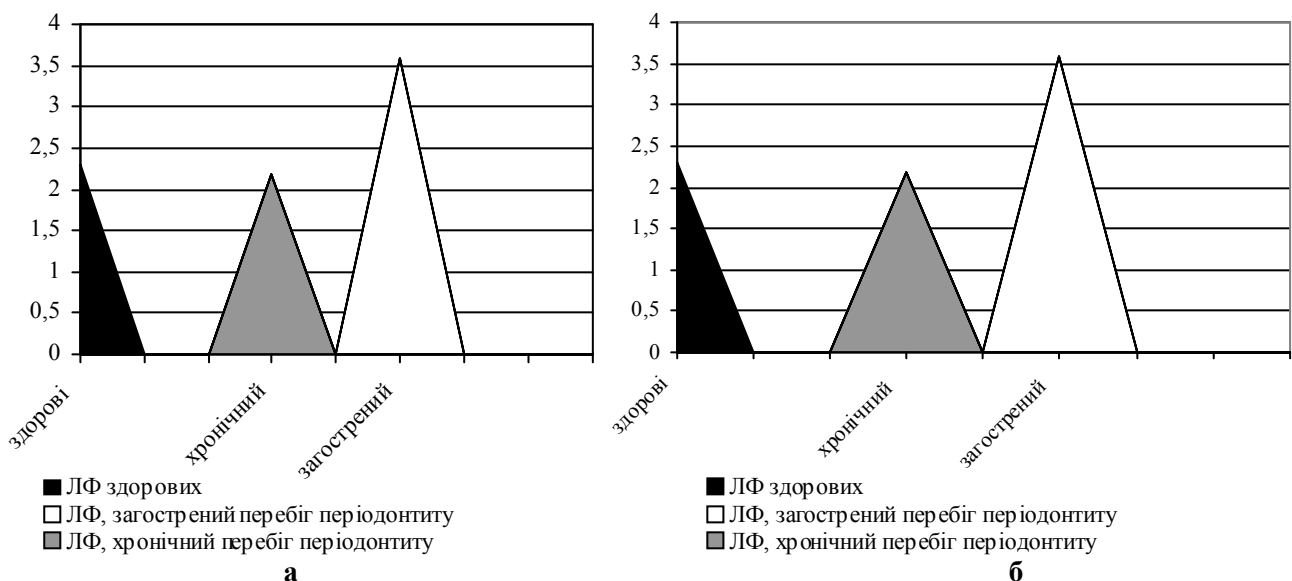 4
3,5
3
2,5
2
1,5
1
0,5
0
здорові
хронічний
загострений
ЛФ здорових
ЛФ, загострений перебіг періодонтиту
ЛФ, хронічний перебіг періодонтиту
а
4
3,5
3
2,5
2
1,5
1
0,5
0
здорові
хронічний
загострений
ЛФ здорових
ЛФ, загострений перебіг періодонтиту
ЛФ, хронічний перебіг періодонтиту
б